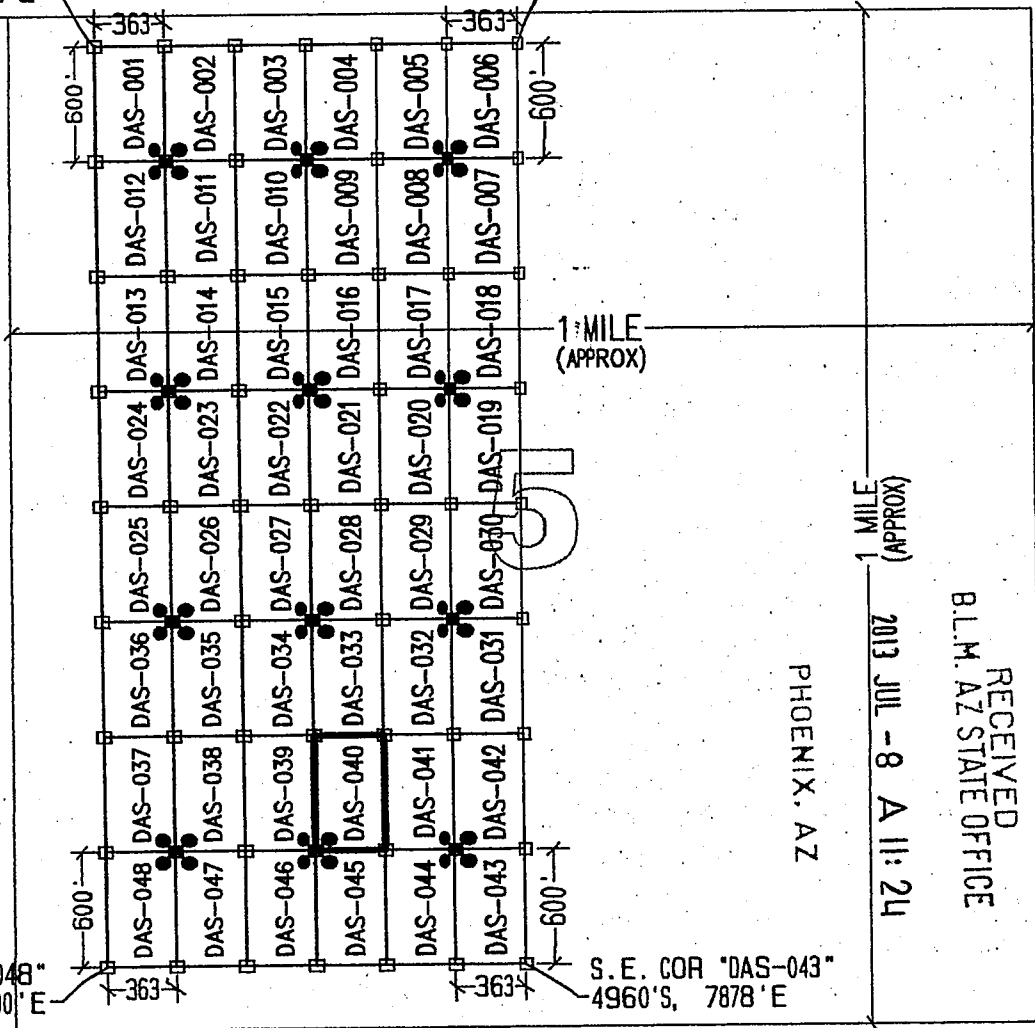 363
363
600'
600'
DAS-001 DAS-002 DAS-003 DAS-004 DAS-005 DAS-006
DAS-012 DAS-011 DAS-010 DAS-009 DAS-008 DAS-007
DAS-013 DAS-014 DAS-015 DAS-016 DAS-017 DAS-018
1 MILE
(APPROX)
DAS-024 DAS-023 DAS-022 DAS-021 DAS-020 DAS-019
5
DAS-025 DAS-026 DAS-027 DAS-028 DAS-029 DAS-030
DAS-036 DAS-035 DAS-034 DAS-033 DAS-032 DAS-031
DAS-037 DAS-038 DAS-039 DAS-040 DAS-041 DAS-042
DAS-048 DAS-047 DAS-046 DAS-045 DAS-044 DAS-043
600'
600'
363
363
048"
00'E
S.E. COR "DAS-043"
4960'S, 7878'E
1 MILE
(APPROX)
RECEIVED
B.L.M. AZ STATE OFFICE
2013 JUL -8 A 11: 24
PHOENIX, AZ